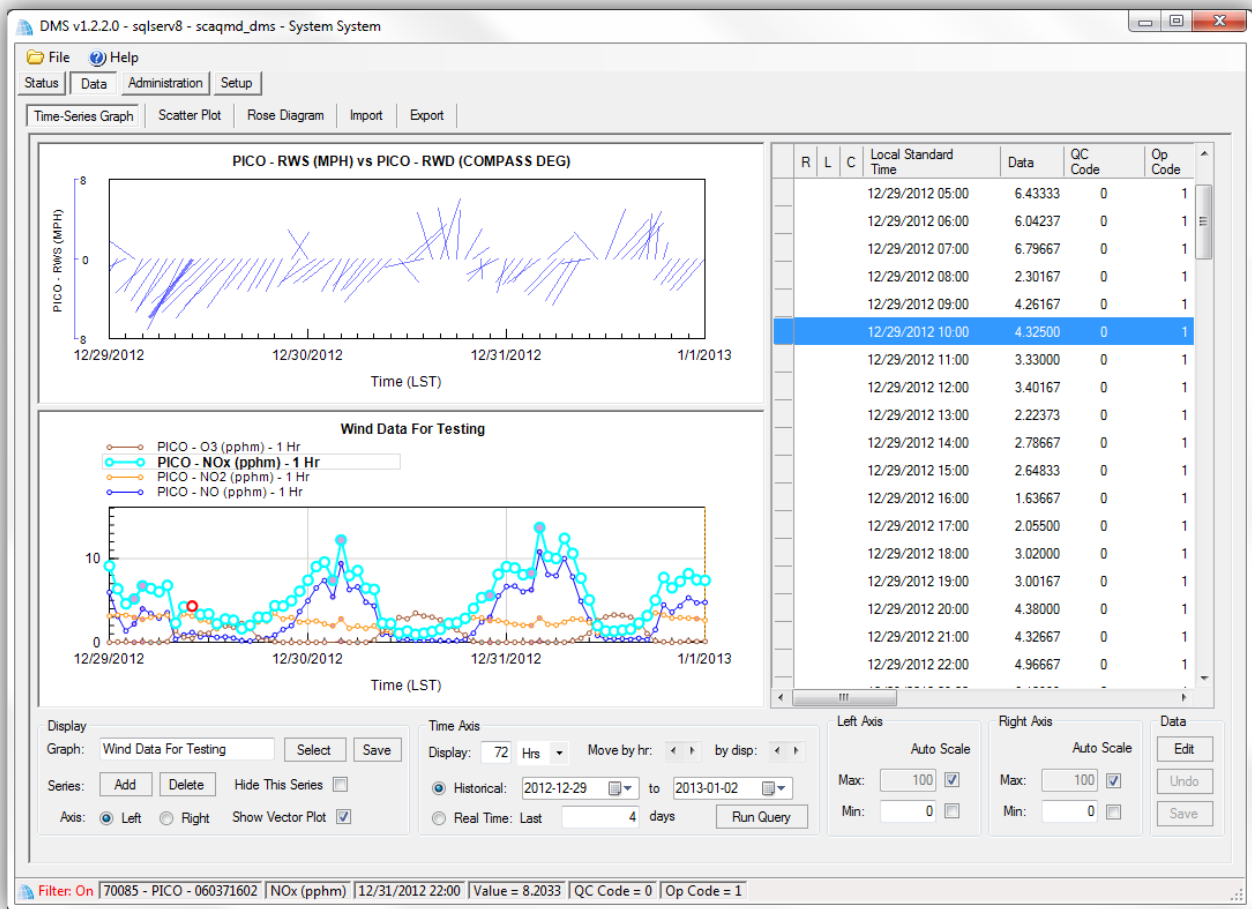 DMS v1.2.2.0 - sqlserv8 - scaqmd_dms - System System
File Help
Status Data Administration Setup
Time-Series Graph Scatter Plot Rose Diagram Import Export
PICO - RWS (MPH) vs PICO - RWD (COMPASS DEG)
8
0
8
PICO - RWS (MPH)
12/29/2012 12/30/2012 12/31/2012 1/1/2013
Time (LST)
Wind Data For Testing
PICO - O3 (pphm) - 1 Hr
PICO - NOx (pphm) - 1 Hr
PICO - NO2 (pphm) - 1 Hr
PICO - NO (pphm) - 1 Hr
10
0
12/29/2012 12/30/2012 12/31/2012 1/1/2013
Time (LST)
R L C Local Standard Time Data QC Code Op Code
12/29/2012 05:00 6.43333 0 1
12/29/2012 06:00 6.04237 0 1
12/29/2012 07:00 6.79667 0 1
12/29/2012 08:00 2.30167 0 1
12/29/2012 09:00 4.26167 0 1
12/29/2012 10:00 4.32500 0 1
12/29/2012 11:00 3.33000 0 1
12/29/2012 12:00 3.40167 0 1
12/29/2012 13:00 2.22373 0 1
12/29/2012 14:00 2.78667 0 1
12/29/2012 15:00 2.64833 0 1
12/29/2012 16:00 1.63667 0 1
12/29/2012 17:00 2.05500 0 1
12/29/2012 18:00 3.02000 0 1
12/29/2012 19:00 3.00167 0 1
12/29/2012 20:00 4.38000 0 1
12/29/2012 21:00 4.32667 0 1
12/29/2012 22:00 4.96667 0 1
Display
Graph: Wind Data For Testing Select Save
Series: Add Delete Hide This Series
Axis: Left Right Show Vector Plot
Time Axis
Display: 72 Hrs Move by hr: by disp:
Historical: 2012-12-29 to 2013-01-02
Real Time: Last 4 days Run Query
Left Axis
Auto Scale
Max: 100
Min: 0
Right Axis
Auto Scale
Max: 100
Min: 0
Data
Edit
Undo
Save
Filter: On 70085 - PICO - 060371602 NOx (pphm) 12/31/2012 22:00 Value = 8.2033 QC Code = 0 Op Code = 1